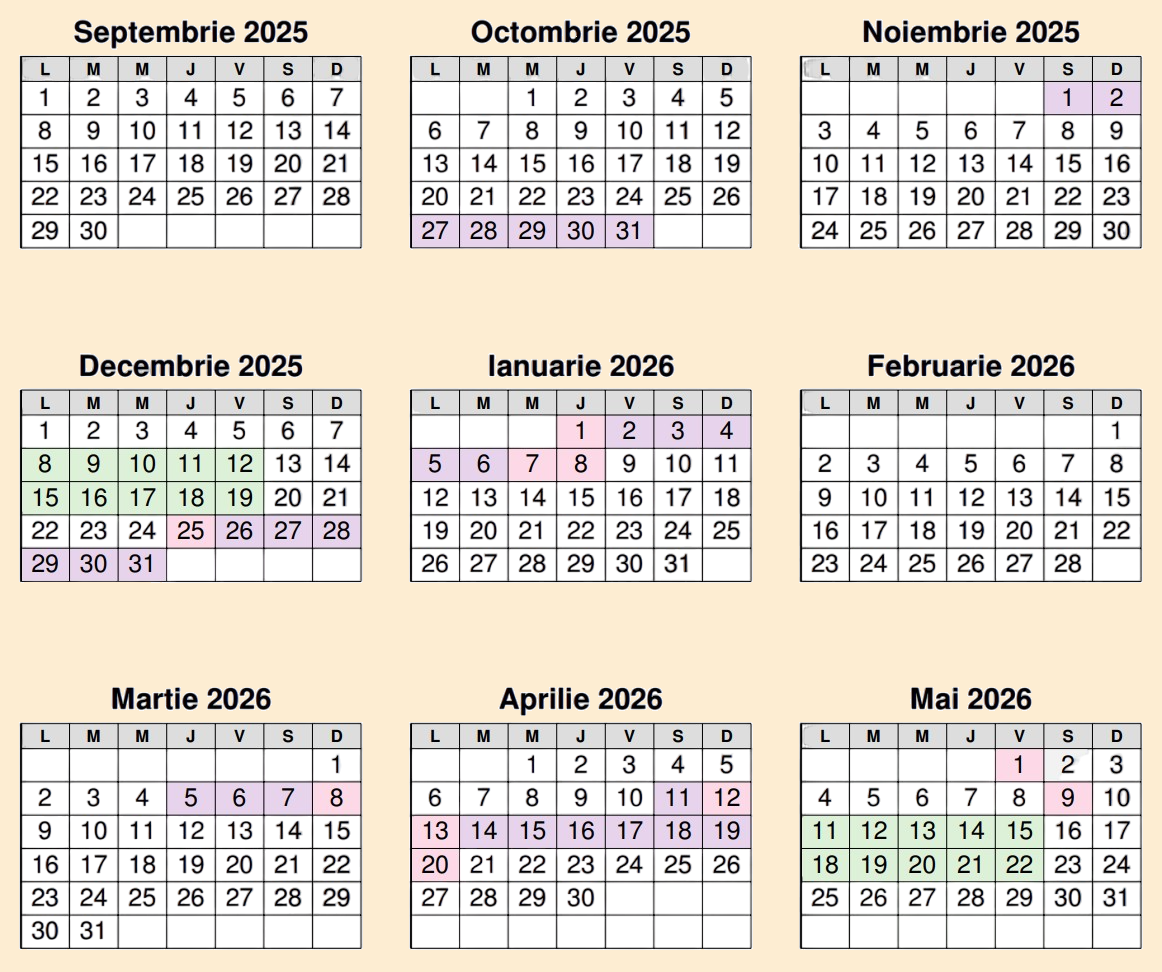 Septembrie 2025
L M M J V S D
1 2 3 4 5 6 7
8 9 10 11 12 13 14
15 16 17 18 19 20 21
22 23 24 25 26 27 28
29 30
Octombrie 2025
L M M J V S D
1 2 3 4 5
6 7 8 9 10 11 12
13 14 15 16 17 18 19
20 21 22 23 24 25 26
27 28 29 30 31
Noiembrie 2025
L M M J V S D
1 2
3 4 5 6 7 8 9
10 11 12 13 14 15 16
17 18 19 20 21 22 23
24 25 26 27 28 29 30
Decembrie 2025
L M M J V S D
1 2 3 4 5 6 7
8 9 10 11 12 13 14
15 16 17 18 19 20 21
22 23 24 25 26 27 28
29 30 31
Ianuarie 2026
L M M J V S D
1 2 3 4
5 6 7 8 9 10 11
12 13 14 15 16 17 18
19 20 21 22 23 24 25
26 27 28 29 30 31
Februarie 2026
L M M J V S D
1
2 3 4 5 6 7 8
9 10 11 12 13 14 15
16 17 18 19 20 21 22
23 24 25 26 27 28
Martie 2026
L M M J V S D
1
2 3 4 5 6 7 8
9 10 11 12 13 14 15
16 17 18 19 20 21 22
23 24 25 26 27 28 29
30 31
Aprilie 2026
L M M J V S D
1 2 3 4 5
6 7 8 9 10 11 12
13 14 15 16 17 18 19
20 21 22 23 24 25 26
27 28 29 30
Mai 2026
L M M J V S D
1 2 3
4 5 6 7 8 9 10
11 12 13 14 15 16 17
18 19 20 21 22 23 24
25 26 27 28 29 30 31